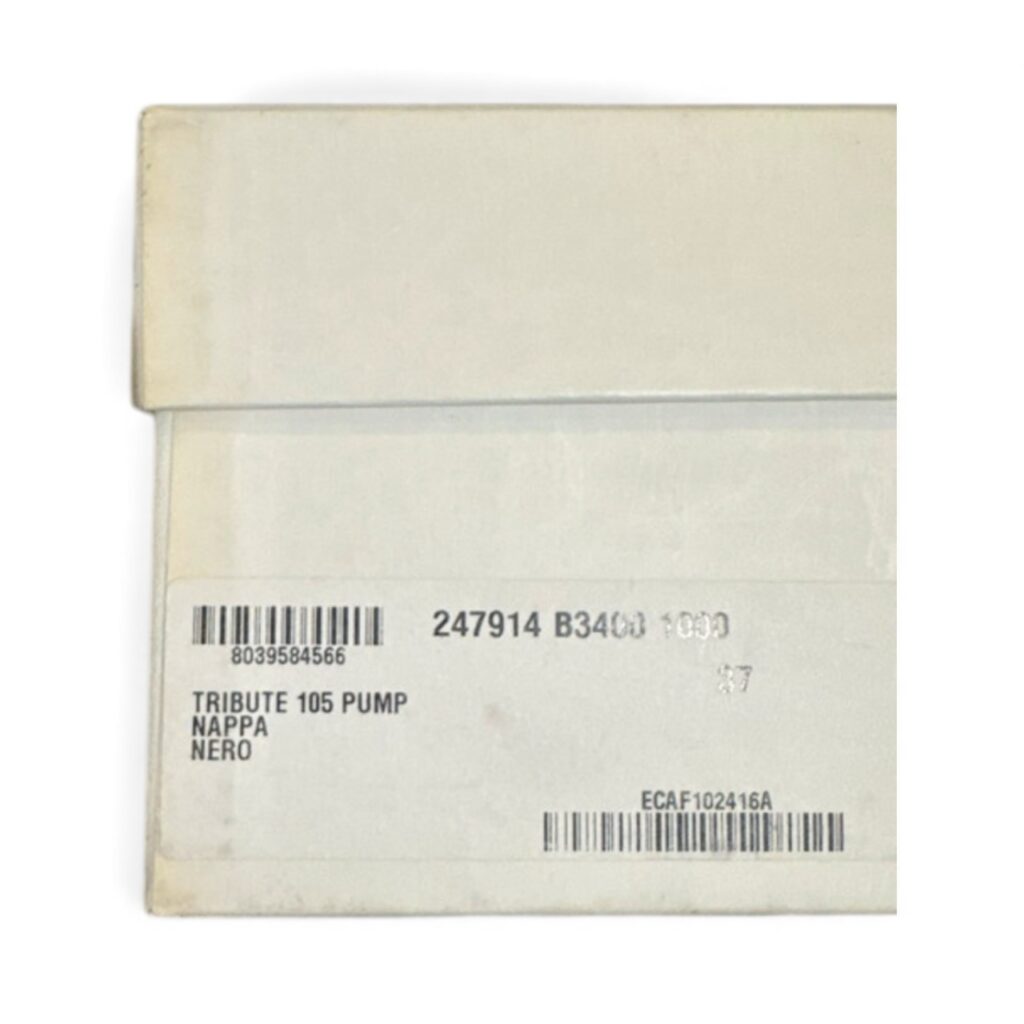 247914 B3400 1000
8039584566
37
TRIBUTE 105 PUMP
NAPPA
NERO
ECAF102416A